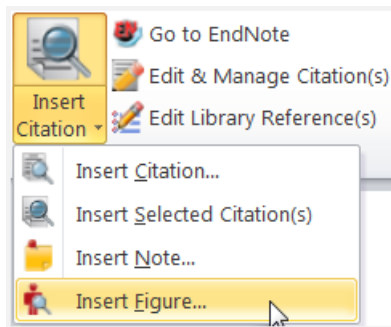 Go to EndNote
Edit & Manage Citation(s)
Edit Library Reference(s)
Insert
Citation
Insert Citation...
Insert Selected Citation(s)
Insert Note...
Insert Figure...